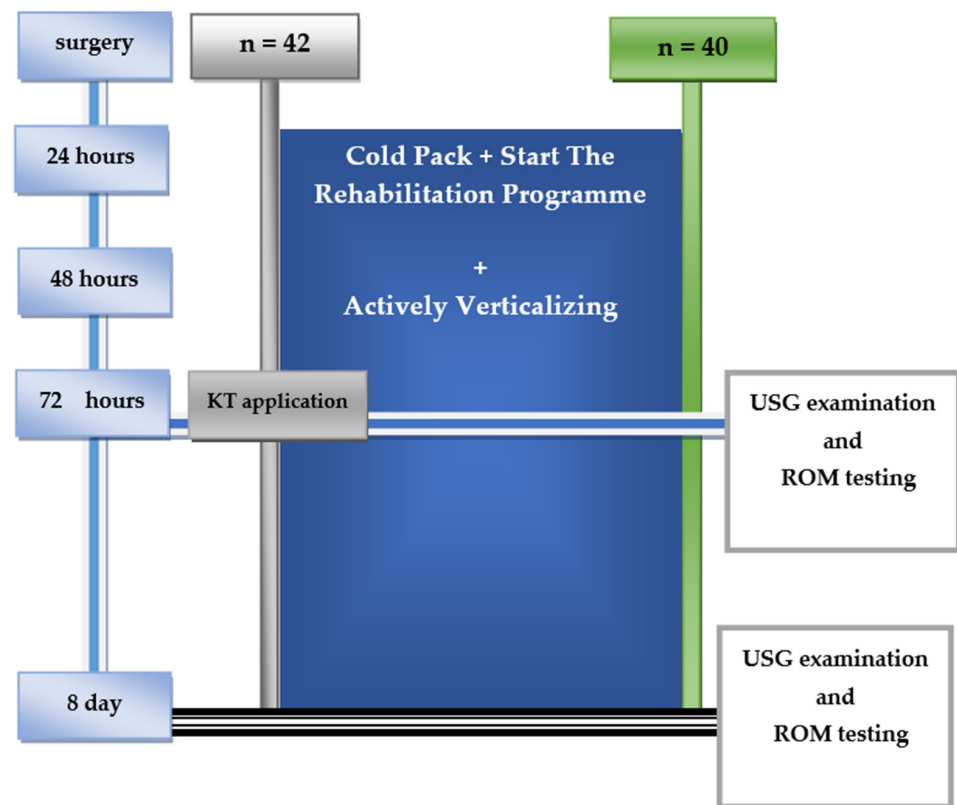 surgery
n = 42
n = 40
24 hours
Cold Pack + Start The
Rehabilitation Programme
+
Actively Verticalizing
48 hours
72 hours
KT application
USG examination
and
ROM testing
8 day
USG examination
and
ROM testing